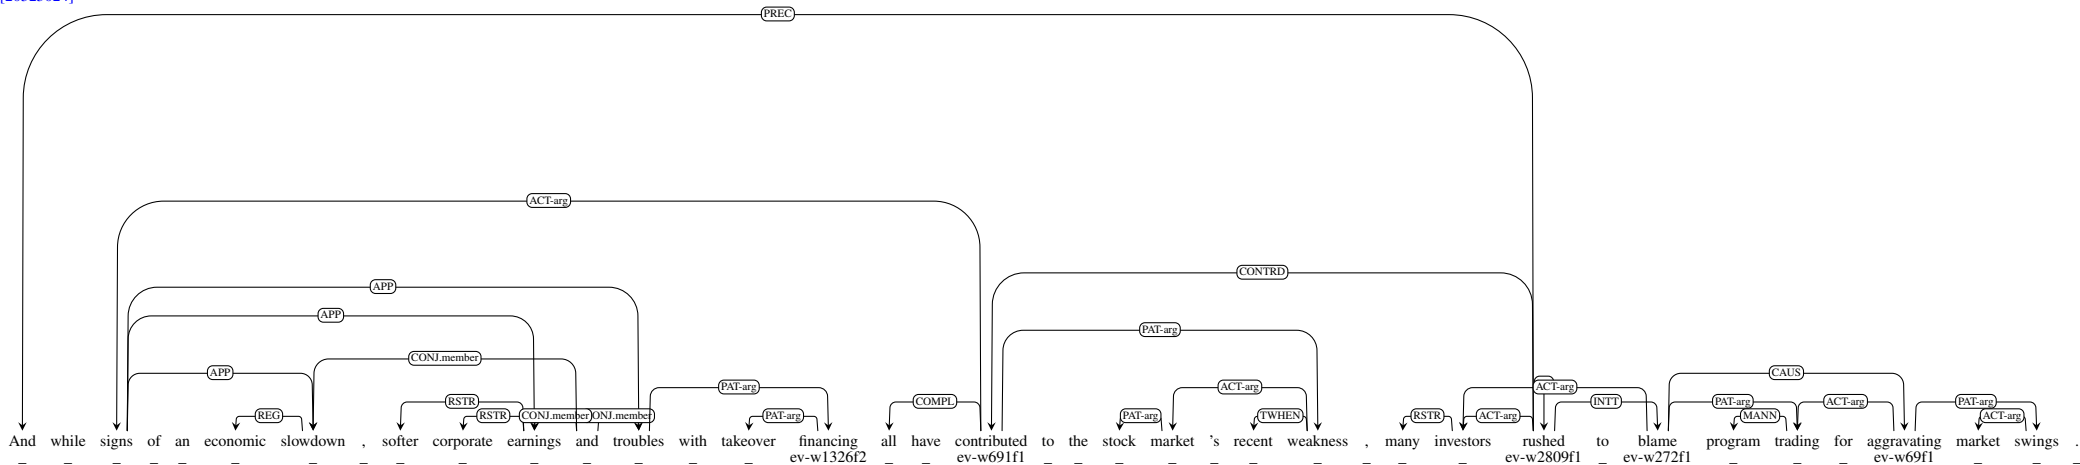 PREC
ACT-arg
CONTRD
APP
APP
PAT-arg
CONJ.member
APP CAUS
PAT-arg ACT-arg ACT-arg
RSTR COMPL INTT PAT-arg ACT-arg PAT-arg
REG RSTR CONJ.member ONJ.member PAT-arg PAT-arg TWHEN RSTR ACT-arg MANN ACT-arg
And while signs of an economic slowdown , softer corporate earnings and troubles with takeover financing all have contributed to the stock market 's recent weakness , many investors rushed to blame program trading for aggravating market swings .
_ _ _ _ _ _ _ _ _ _ _ _ _ _ _ ev-w1326f2 _ _ ev-w691f1 _ _ _ _ _ _ _ _ _ _ ev-w2809f1 _ ev-w272f1 _ _ _ ev-w69f1 _ _ _